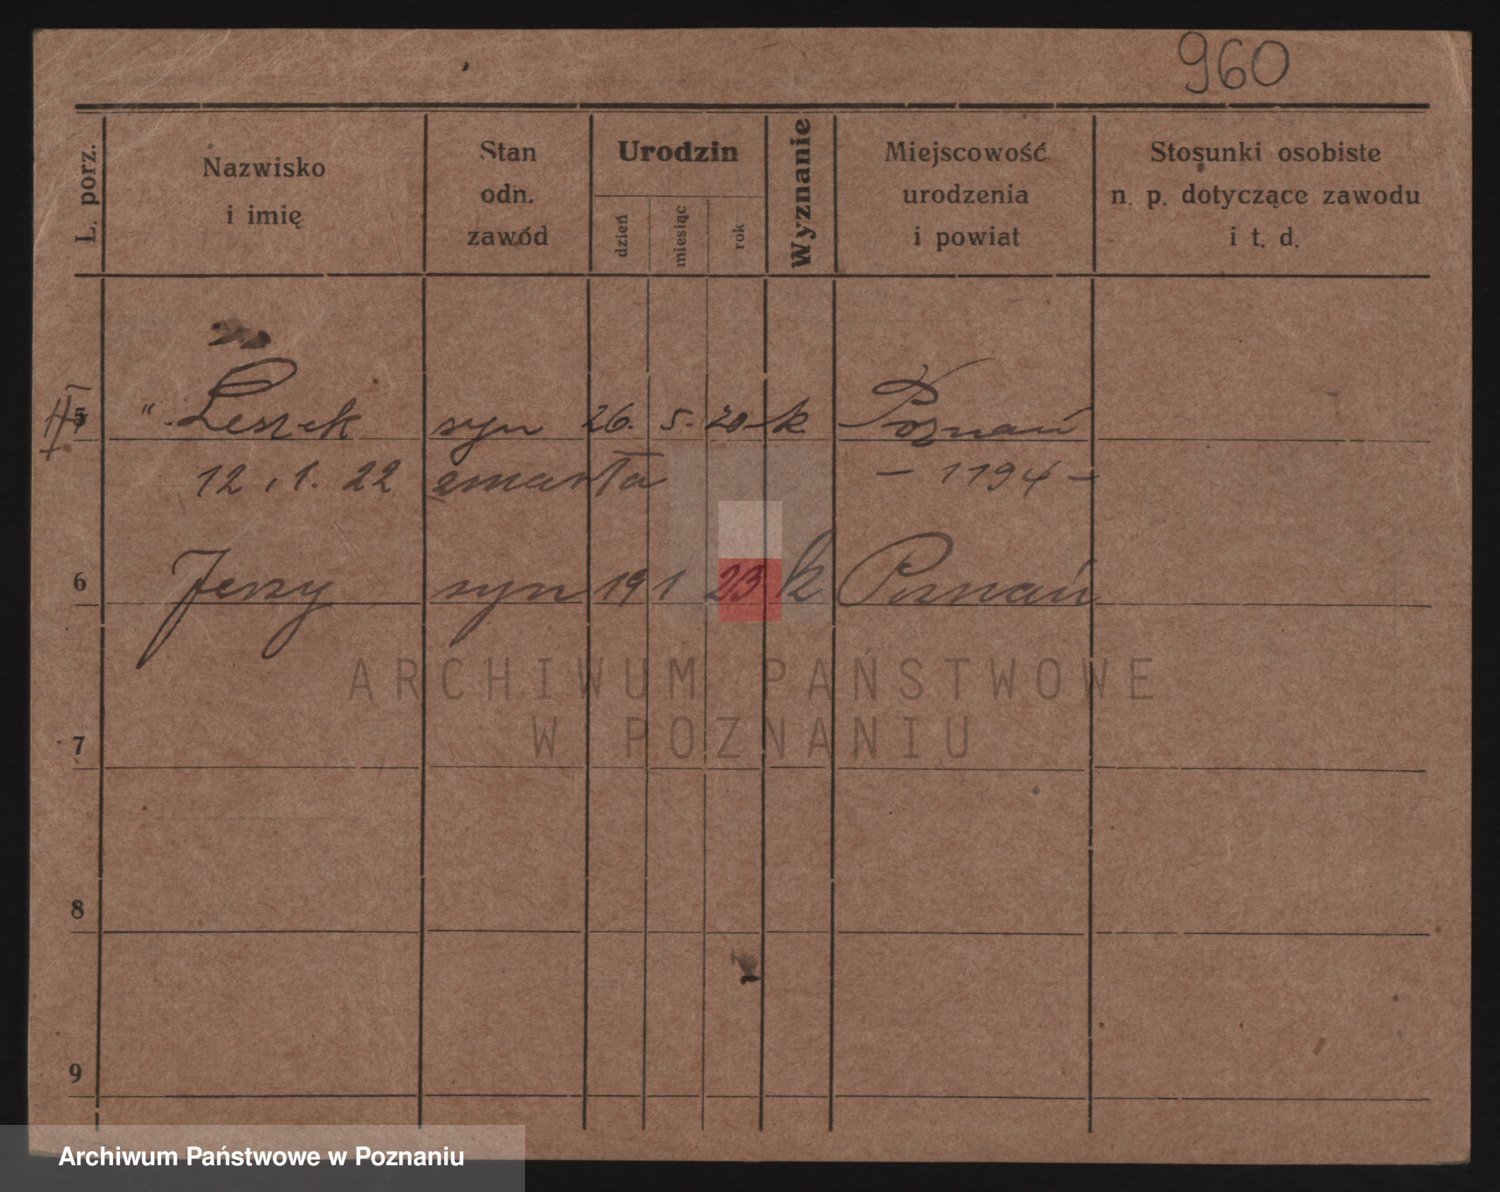 960
L. porz. Nazwisko i imię Stan odn. zawód Urodzin dzień miesiąc rok Wyznanie Miejscowość urodzenia i powiat Stosunki osobiste n. p. dotyczące zawodu i t. d.
5 " Leszek syn 26. 5. 20 k Poznań
12.1.22 zmarła - 1194 -
6 Jerzy syn 19 1 23 k Poznań
ARCHIWUM PAŃSTWOWE
W POZNANIU
7
8
9
Archiwum Państwowe w Poznaniu